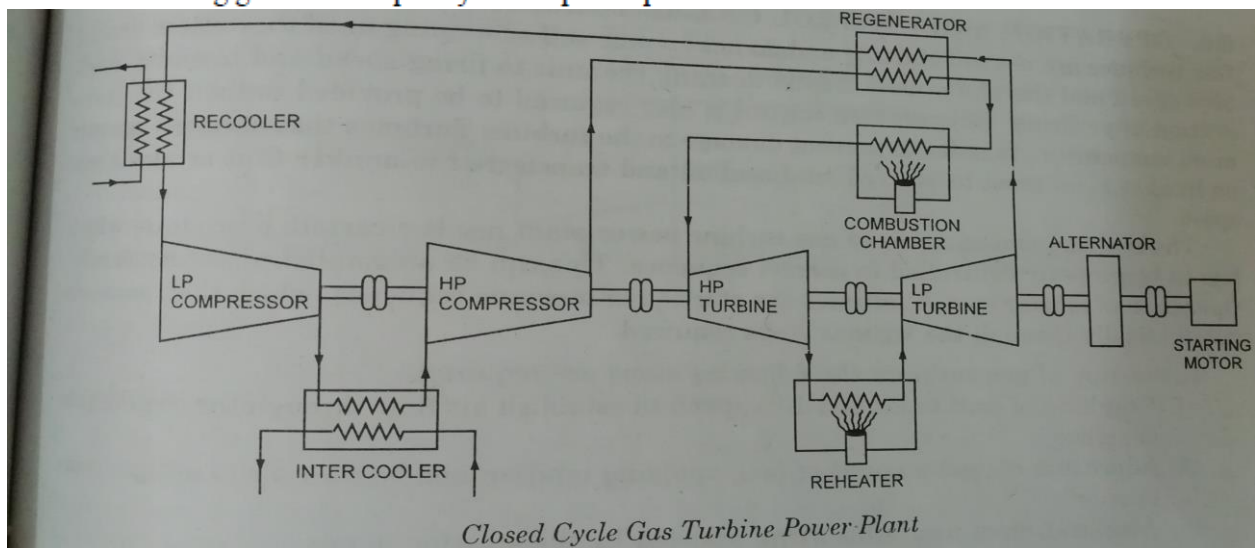 REGENERATOR
RECOOLER
COMBUSTION
CHAMBER
ALTERNATOR
LP
COMPRESSOR
HP
COMPRESSOR
HP
TURBINE
LP
TURBINE
STARTING
MOTOR
INTER COOLER
REHEATER
Closed Cycle Gas Turbine Power Plant